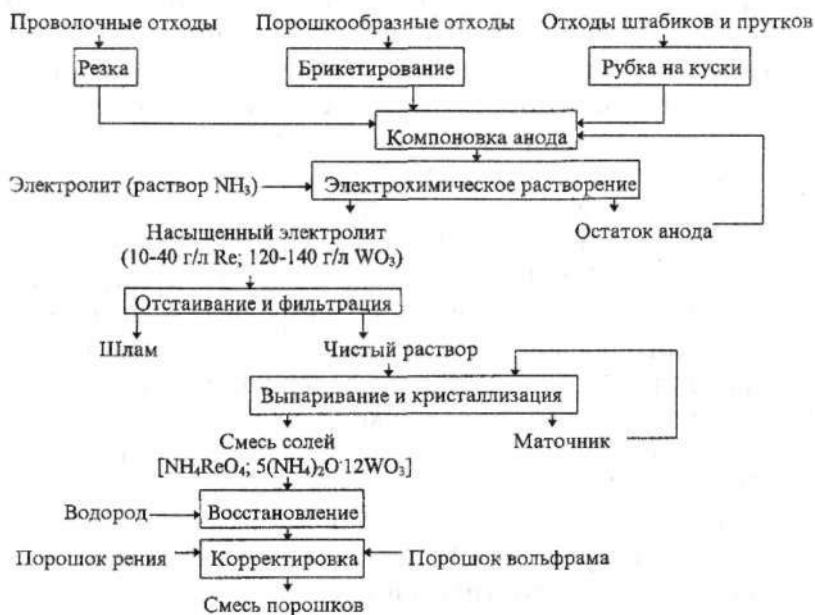 Проволочные отходы Порошкообразные отходы Отходы штабиков и прутков
Резка Брикетирование Рубка на куски
Компоновка анода
Электролит (раствор NH₃) Электрохимическое растворение
Насыщенный электролит Остаток анода
(10-40 г/л Re; 120-140 г/л WO₃)
Отстаивание и фильтрация
Шлам Чистый раствор
Выпаривание и кристаллизация
Смесь солей Маточник
[NH₄ReO₄; 5(NH₄)₂O·12WO₃]
Водород Восстановление
Порошок рения Корректировка Порошок вольфрама
Смесь порошков